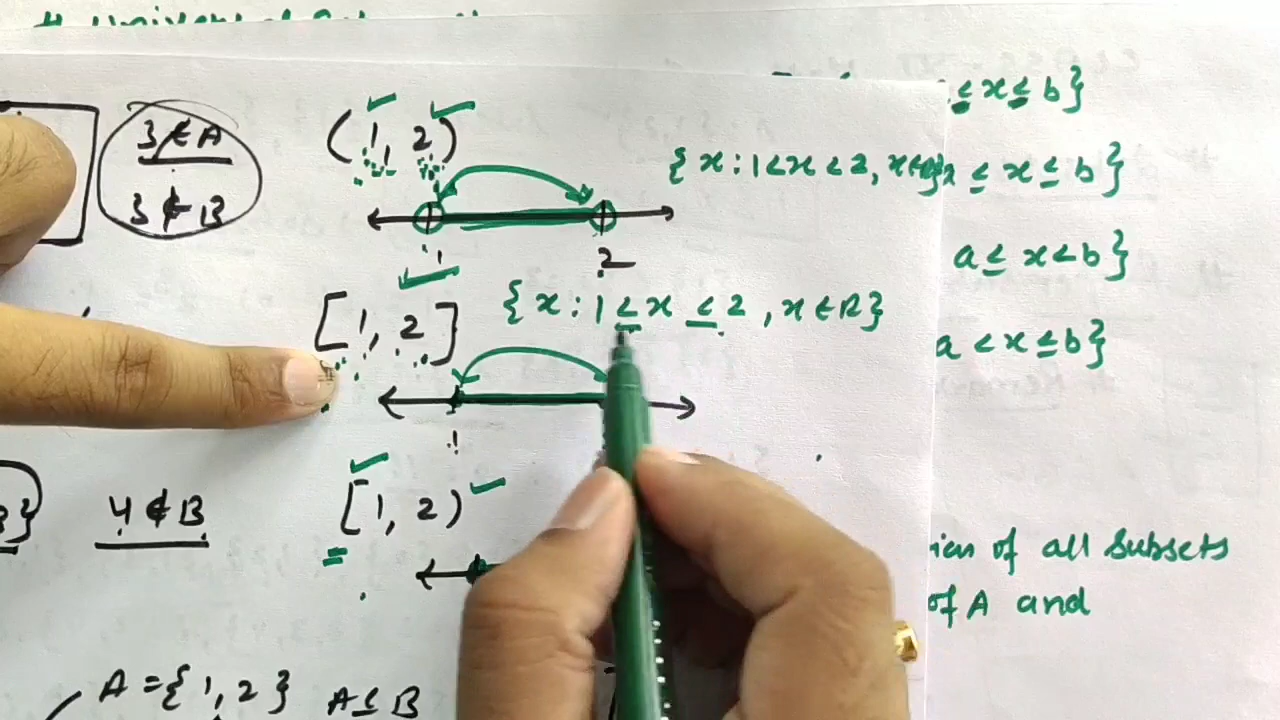 3 ∉ A
3 ∉ B
(1, 2)
{x : 1 < x < 2, x
≤ x ≤ b}
≤ x ≤ b}
1
2
a ≤ x < b}
[1, 2]
{x : 1 ≤ x ≤ 2, x ∈ R}
a < x ≤ b}
1
[1, 2)
4 ∉ B
of all Subsets
of A and
A = {1, 2}
A ⊆ B